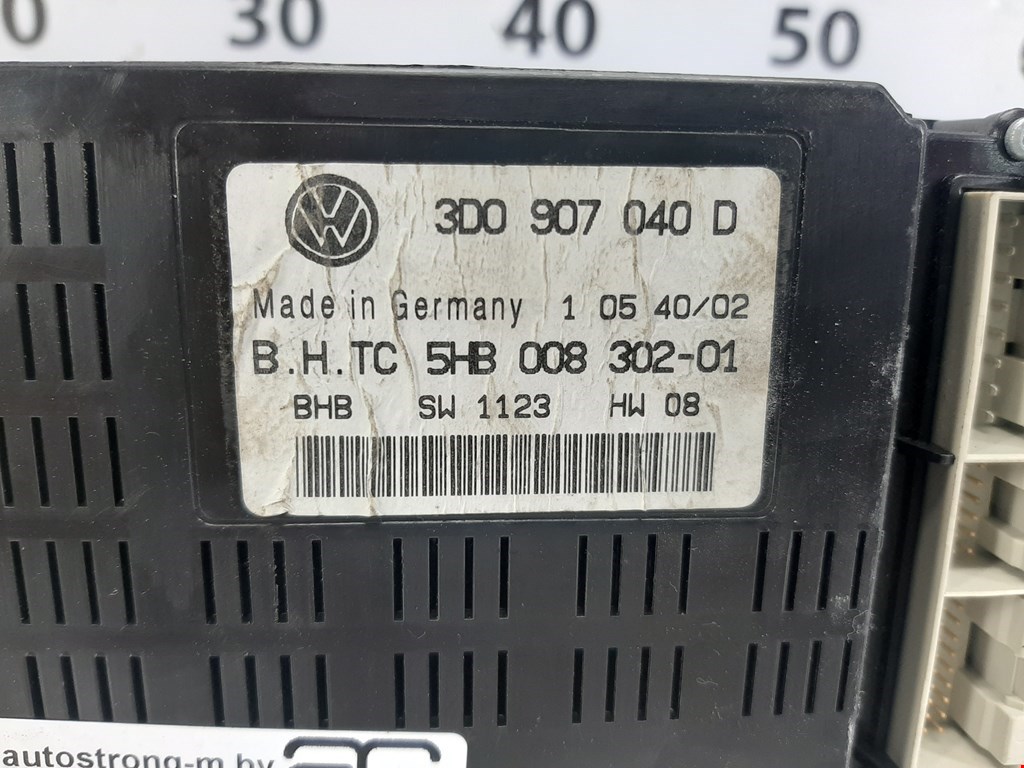 30 40 50
3D0 907 040 D
Made in Germany 1 05 40/02
B.H.TC 5HB 008 302-01
BHB SW 1123 HW 08
autostrong-m.by